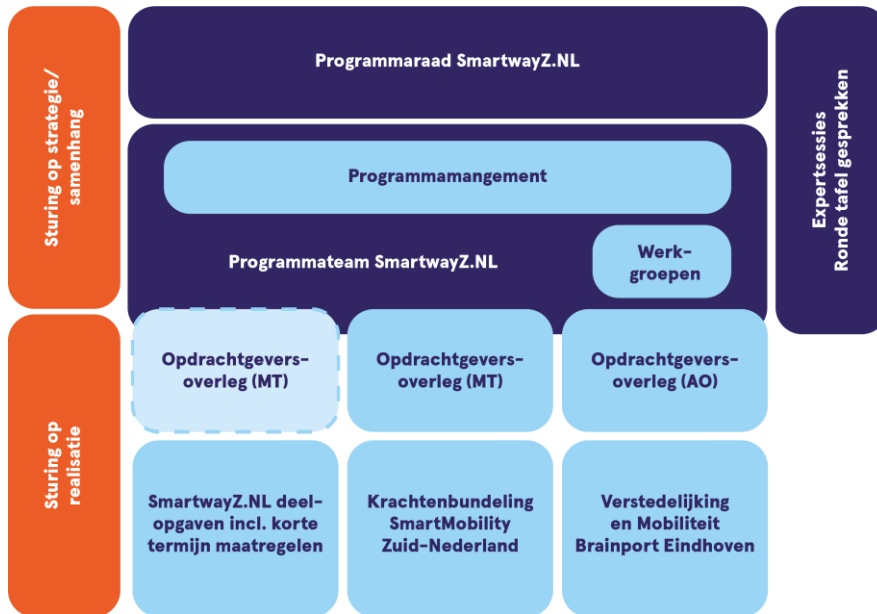 Sturing op strategie/
samenhang
Programmaraad SmartwayZ.NL
Programmamangement
Programmateam SmartwayZ.NL
Werk-
groepen
Expertsessies
Ronde tafel gesprekken
Sturing op
realisatie
Opdrachtgevers-
overleg (MT)
Opdrachtgevers-
overleg (MT)
Opdrachtgevers-
overleg (AO)
SmartwayZ.NL deel-
opgaven incl. korte
termijn maatregelen
Krachtenbundeling
SmartMobility
Zuid-Nederland
Verstedelijking
en Mobiliteit
Brainport Eindhoven